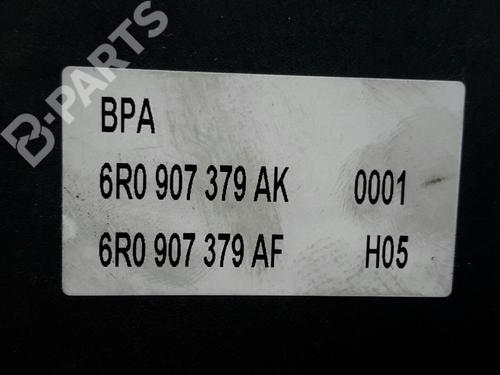 B-PARTS
BPA
6R0 907 379 AK 0001
6R0 907 379 AF H05